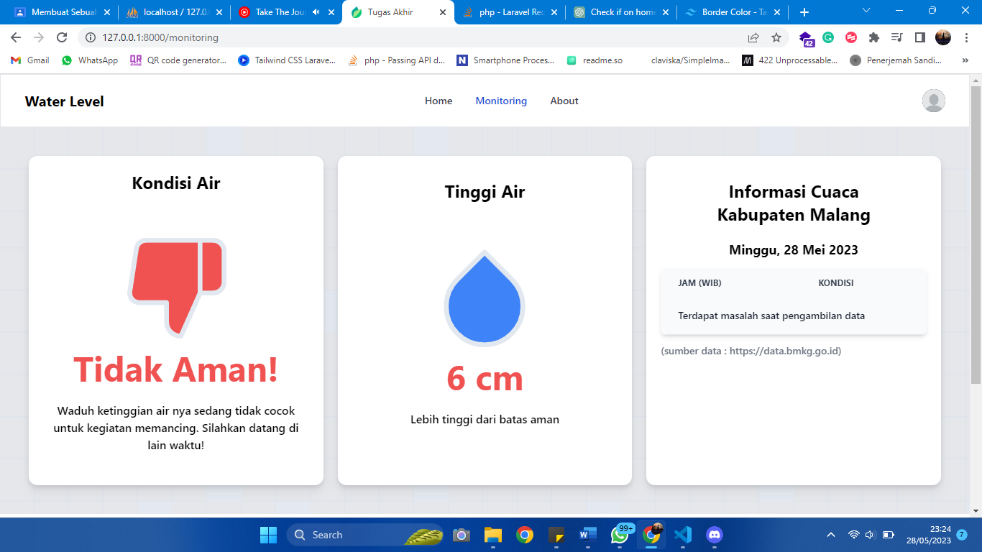 Membuat Sebuah
localhost / 127.0.
Take The Jou
Tugas Akhir
php - Laravel Re
Check if on hom
Border Color - Ta
127.0.0.1:8000/monitoring
42
Gmail
WhatsApp
QR code generator...
Tailwind CSS Larave...
php - Passing API d...
Smartphone Proces...
readme.so
claviska/SimpleIma...
422 Unprocessable...
Penerjemah Sandi...
Water Level
Home
Monitoring
About
Kondisi Air
Tidak Aman!
Waduh ketinggian air nya sedang tidak cocok
untuk kegiatan memancing. Silahkan datang di
lain waktu!
Tinggi Air
6 cm
Lebih tinggi dari batas aman
Informasi Cuaca
Kabupaten Malang
Minggu, 28 Mei 2023
JAM (WIB)
KONDISI
Terdapat masalah saat pengambilan data
(sumber data : https://data.bmkg.go.id)
Search
99+
23:24
28/05/2023
7